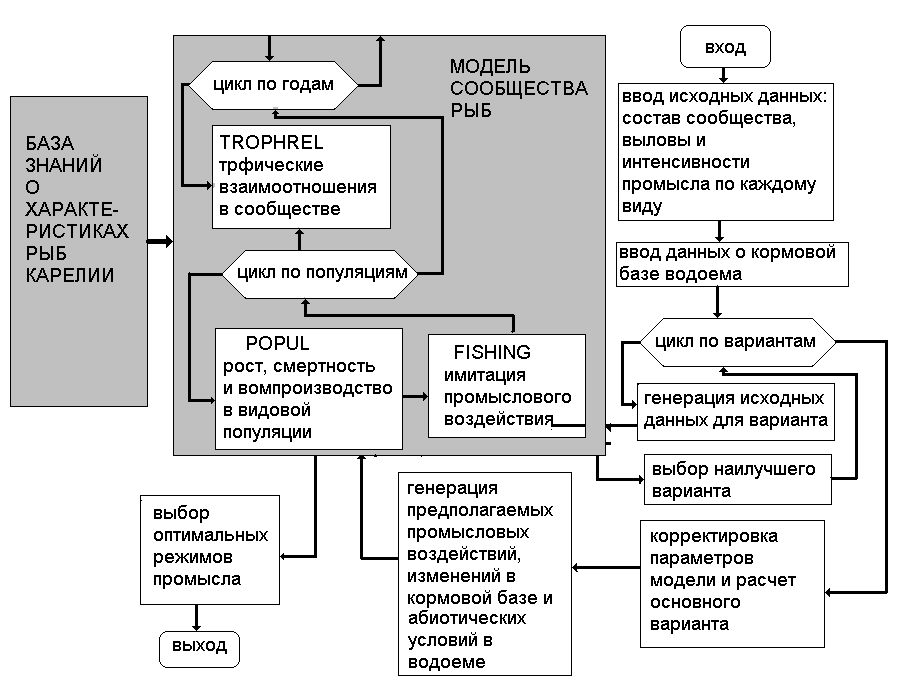 БАЗА
ЗНАНИЙ
О
ХАРАКТЕ-
РИСТИКАХ
РЫБ
КАРЕЛИИ
МОДЕЛЬ
СООБЩЕСТВА
РЫБ
цикл по годам
TROPHREL
трфические
взаимоотношения
в сообществе
цикл по популяциям
POPUL
рост, смертность
и вомпроизводство
в видовой
популяции
FISHING
имитация
промыслового
воздействия
вход
ввод исходных данных:
состав сообщества,
выловы и
интенсивности
промысла по каждому
виду
ввод данных о кормовой
базе водоема
цикл по вариантам
генерация исходных
данных для варианта
выбор наилучшего
варианта
корректировка
параметров
модели и расчет
основного
варианта
генерация
предполагаемых
промысловых
воздействий,
изменений в
кормовой базе и
абиотических
условий в
водоеме
выбор
оптимальных
режимов
промысла
выход